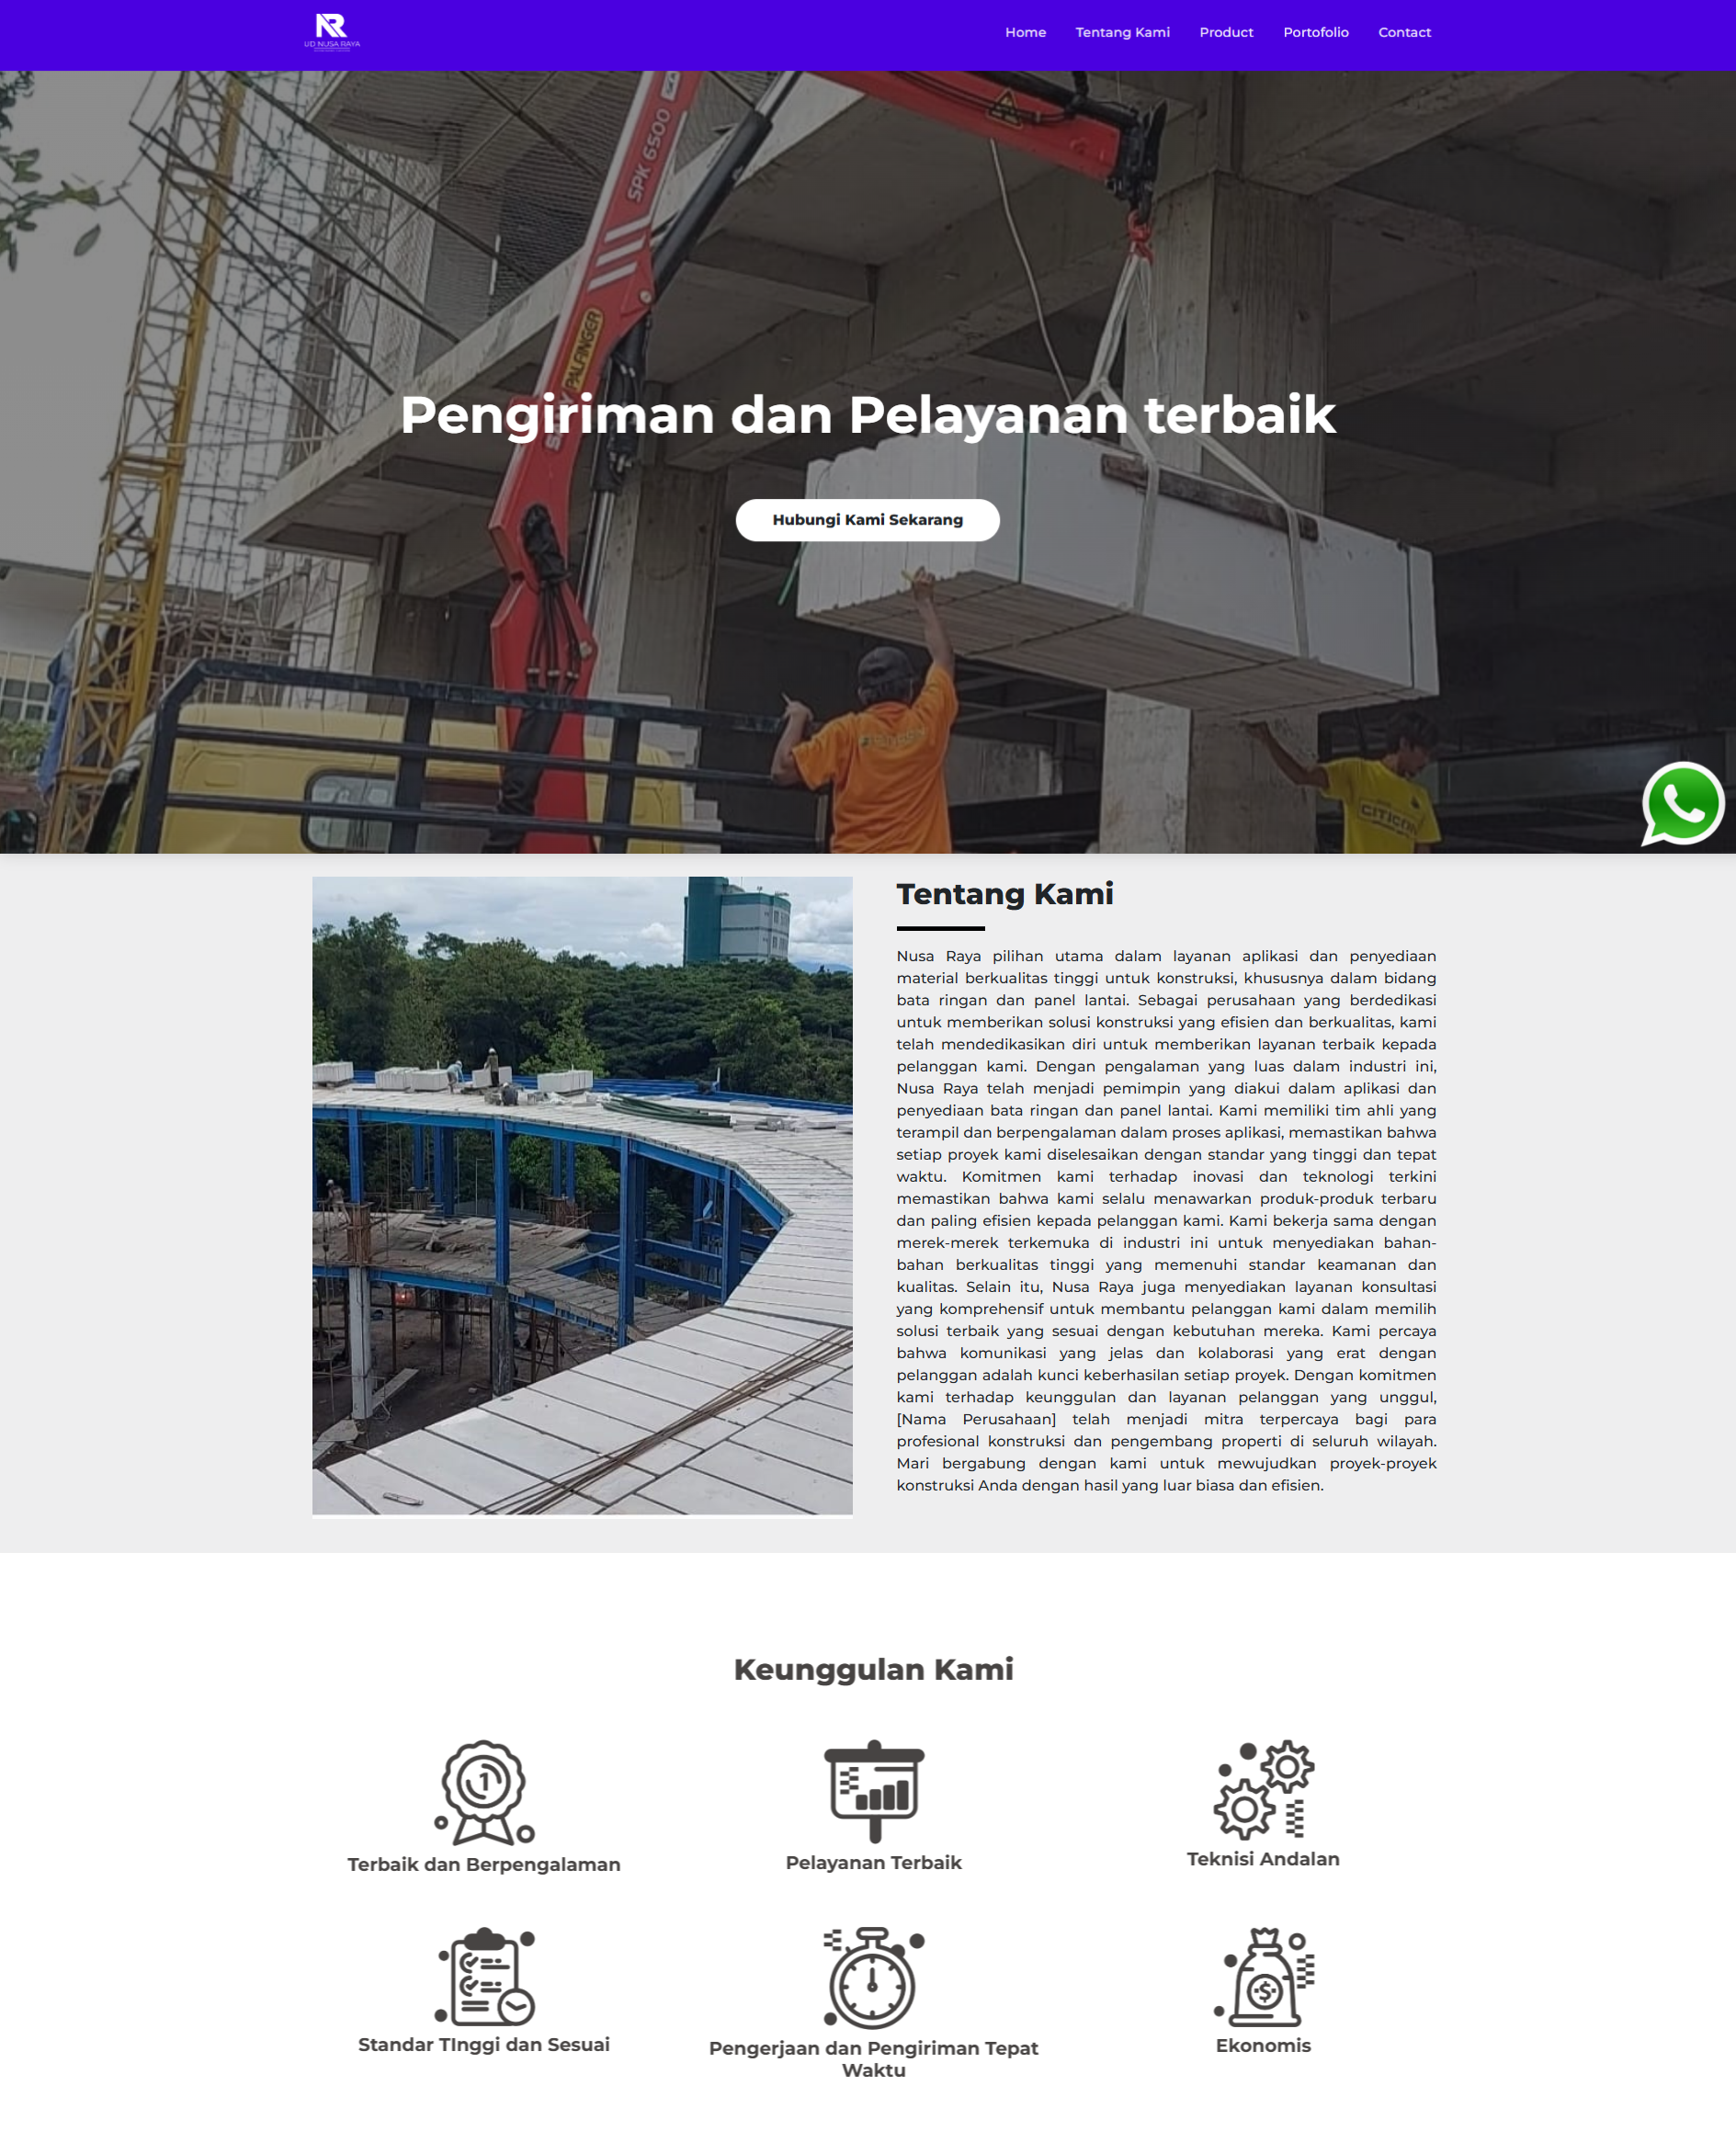 NR
UD NUSA RAYA
Home Tentang Kami Product Portofolio Contact
SPK 6500
PALFINGER
Pengiriman dan Pelayanan terbaik
Hubungi Kami Sekarang
Tentang Kami
Nusa Raya pilihan utama dalam layanan aplikasi dan penyediaan
material berkualitas tinggi untuk konstruksi, khususnya dalam bidang
bata ringan dan panel lantai. Sebagai perusahaan yang berdedikasi
untuk memberikan solusi konstruksi yang efisien dan berkualitas, kami
telah mendedikasikan diri untuk memberikan layanan terbaik kepada
pelanggan kami. Dengan pengalaman yang luas dalam industri ini,
Nusa Raya telah menjadi pemimpin yang diakui dalam aplikasi dan
penyediaan bata ringan dan panel lantai. Kami memiliki tim ahli yang
terampil dan berpengalaman dalam proses aplikasi, memastikan bahwa
setiap proyek kami diselesaikan dengan standar yang tinggi dan tepat
waktu. Komitmen kami terhadap inovasi dan teknologi terkini
memastikan bahwa kami selalu menawarkan produk-produk terbaru
dan paling efisien kepada pelanggan kami. Kami bekerja sama dengan
merek-merek terkemuka di industri ini untuk menyediakan bahan-
bahan berkualitas tinggi yang memenuhi standar keamanan dan
kualitas. Selain itu, Nusa Raya juga menyediakan layanan konsultasi
yang komprehensif untuk membantu pelanggan kami dalam memilih
solusi terbaik yang sesuai dengan kebutuhan mereka. Kami percaya
bahwa komunikasi yang jelas dan kolaborasi yang erat dengan
pelanggan adalah kunci keberhasilan setiap proyek. Dengan komitmen
kami terhadap keunggulan dan layanan pelanggan yang unggul,
[Nama Perusahaan] telah menjadi mitra terpercaya bagi para
profesional konstruksi dan pengembang properti di seluruh wilayah.
Mari bergabung dengan kami untuk mewujudkan proyek-proyek
konstruksi Anda dengan hasil yang luar biasa dan efisien.
Keunggulan Kami
1
Terbaik dan Berpengalaman
Pelayanan Terbaik
Teknisi Andalan
$
Standar TInggi dan Sesuai
Pengerjaan dan Pengiriman Tepat
Waktu
Ekonomis